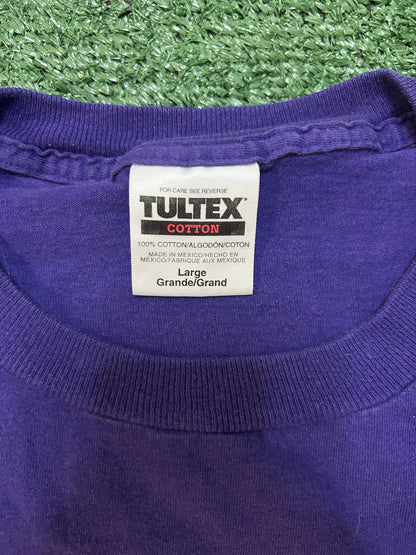 FOR CARE SEE REVERSE
TULTEX®
COTTON
100% COTTON/ALGODÓN/COTON
MADE IN MEXICO/HECHO EN
MÉXICO/FABRIQUÉ AUX MEXIQUE
Large
Grande/Grand